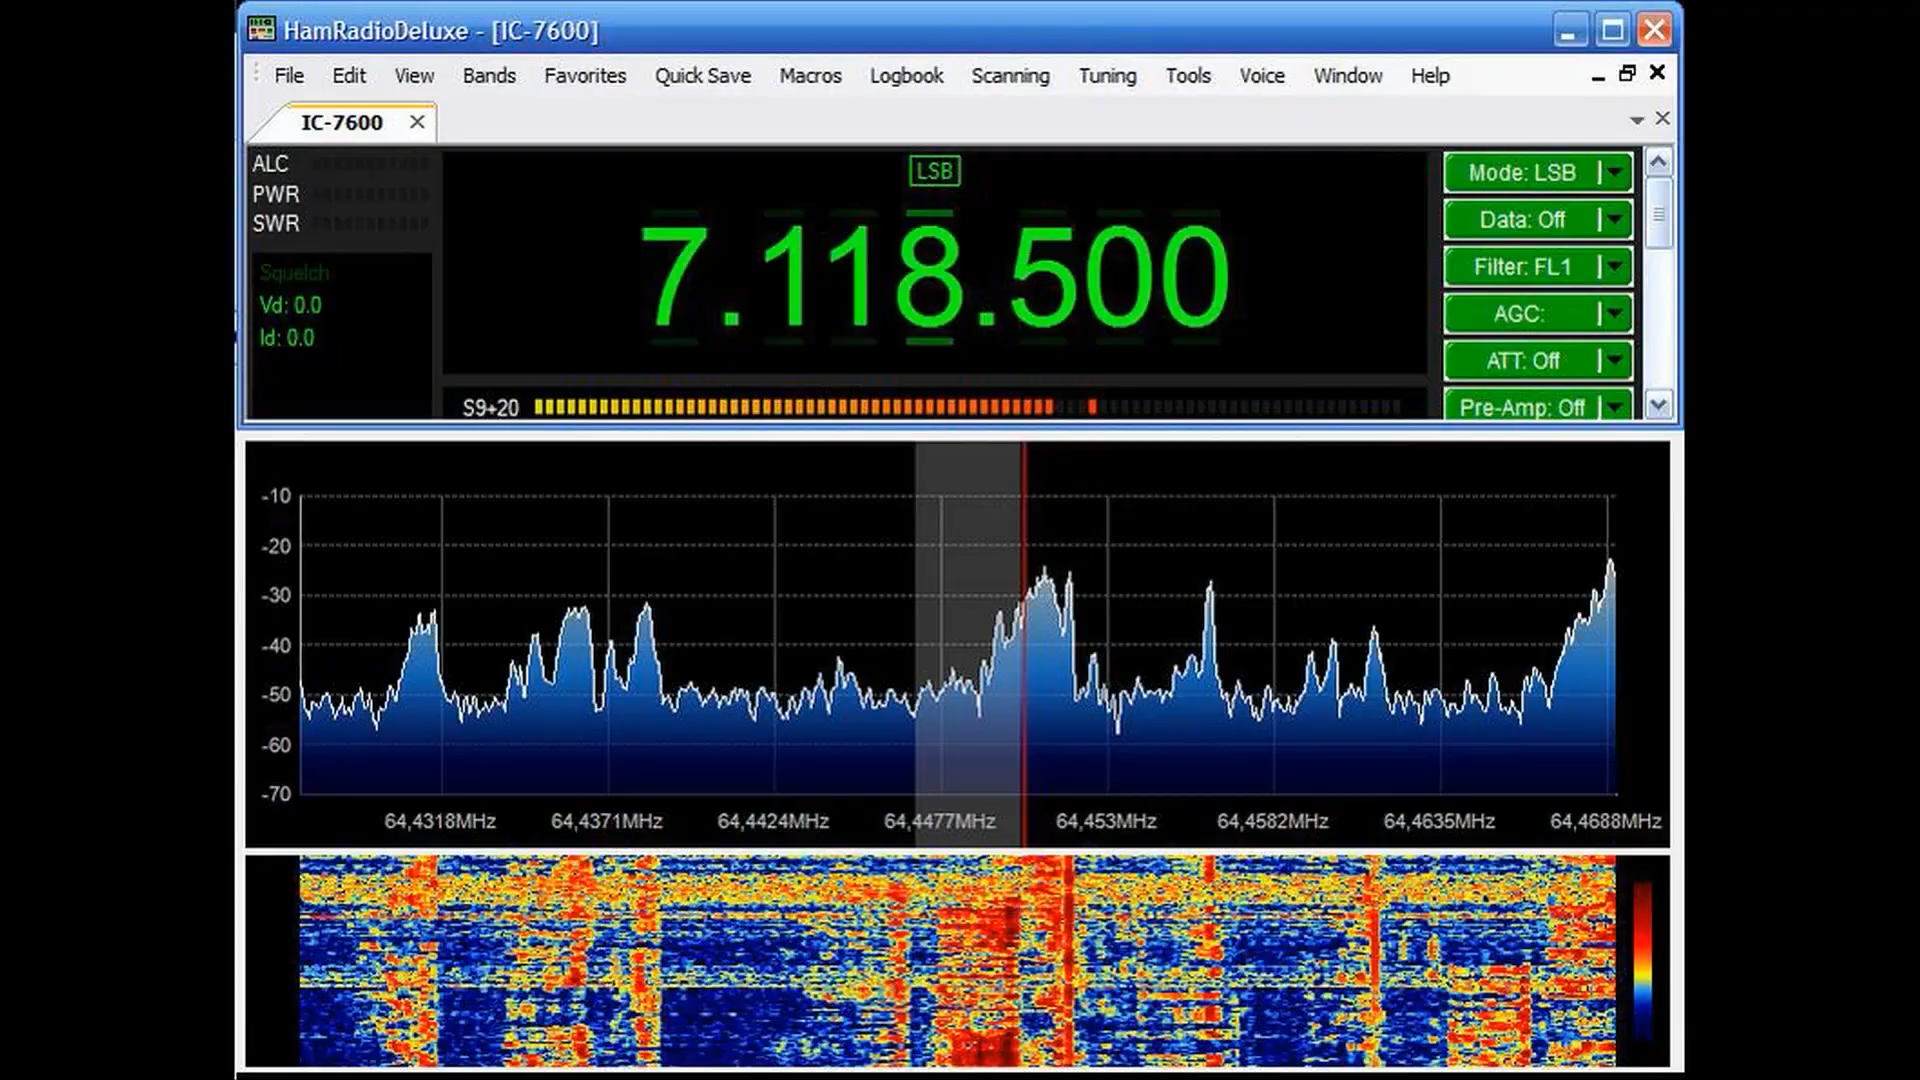 HamRadioDeluxe - [IC-7600]
File Edit View Bands Favorites Quick Save Macros Logbook Scanning Tuning Tools Voice Window Help
IC-7600
ALC
PWR
SWR
Squelch
Vd: 0.0
Id: 0.0
LSB
7.118.500
S9+20
Mode: LSB
Data: Off
Filter: FL1
AGC:
ATT: Off
Pre-Amp: Off
-10
-20
-30
-40
-50
-60
-70
64,4318MHz 64,4371MHz 64,4424MHz 64,4477MHz 64,453MHz 64,4582MHz 64,4635MHz 64,4688MHz